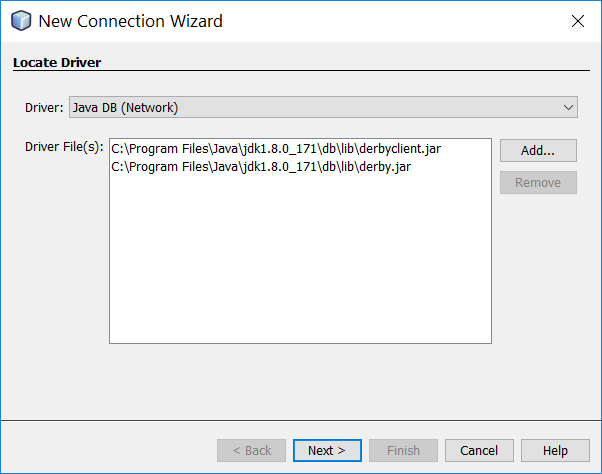 New Connection Wizard
Locate Driver
Driver: Java DB (Network)
Driver File(s): C:\Program Files\Java\jdk1.8.0_171\db\lib\derbyclient.jar
C:\Program Files\Java\jdk1.8.0_171\db\lib\derby.jar
Add...
Remove
< Back Next > Finish Cancel Help